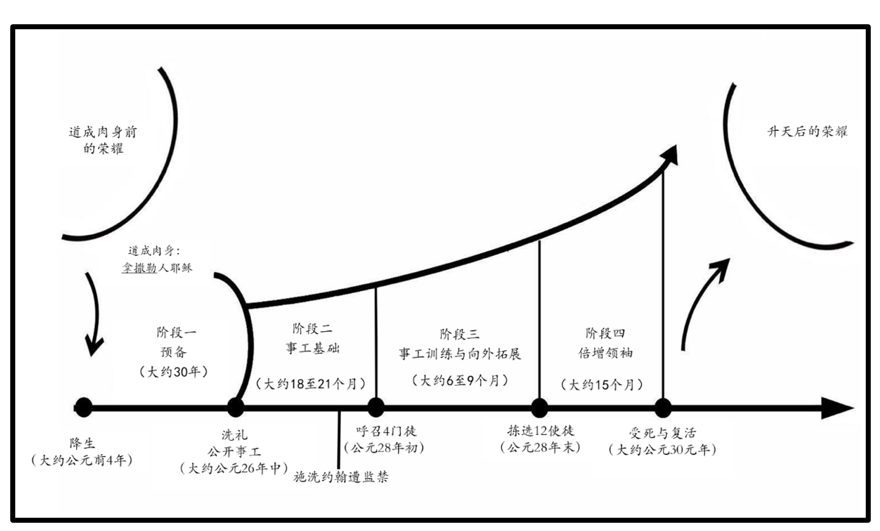 道成肉身前
的荣耀
升天后的荣耀
道成肉身：
拿撒勒人耶稣
阶段一
预备
（大约30年）
阶段二
事工基础
（大约18至21个月）
阶段三
事工训练与向外拓展
（大约6至9个月）
阶段四
倍增领袖
（大约15个月）
降生
（大约公元前4年）
洗礼
公开事工
（大约公元26年中）
施洗约翰遭监禁
呼召4门徒
（公元28年初）
拣选12使徒
（公元28年末）
受死与复活
（大约公元30元年）